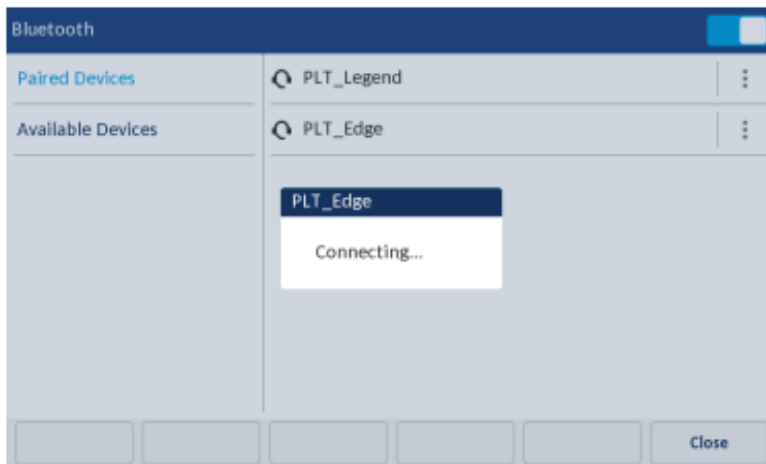 Bluetooth
Paired Devices
PLT_Legend
Available Devices
PLT_Edge
PLT_Edge
Connecting...
Close